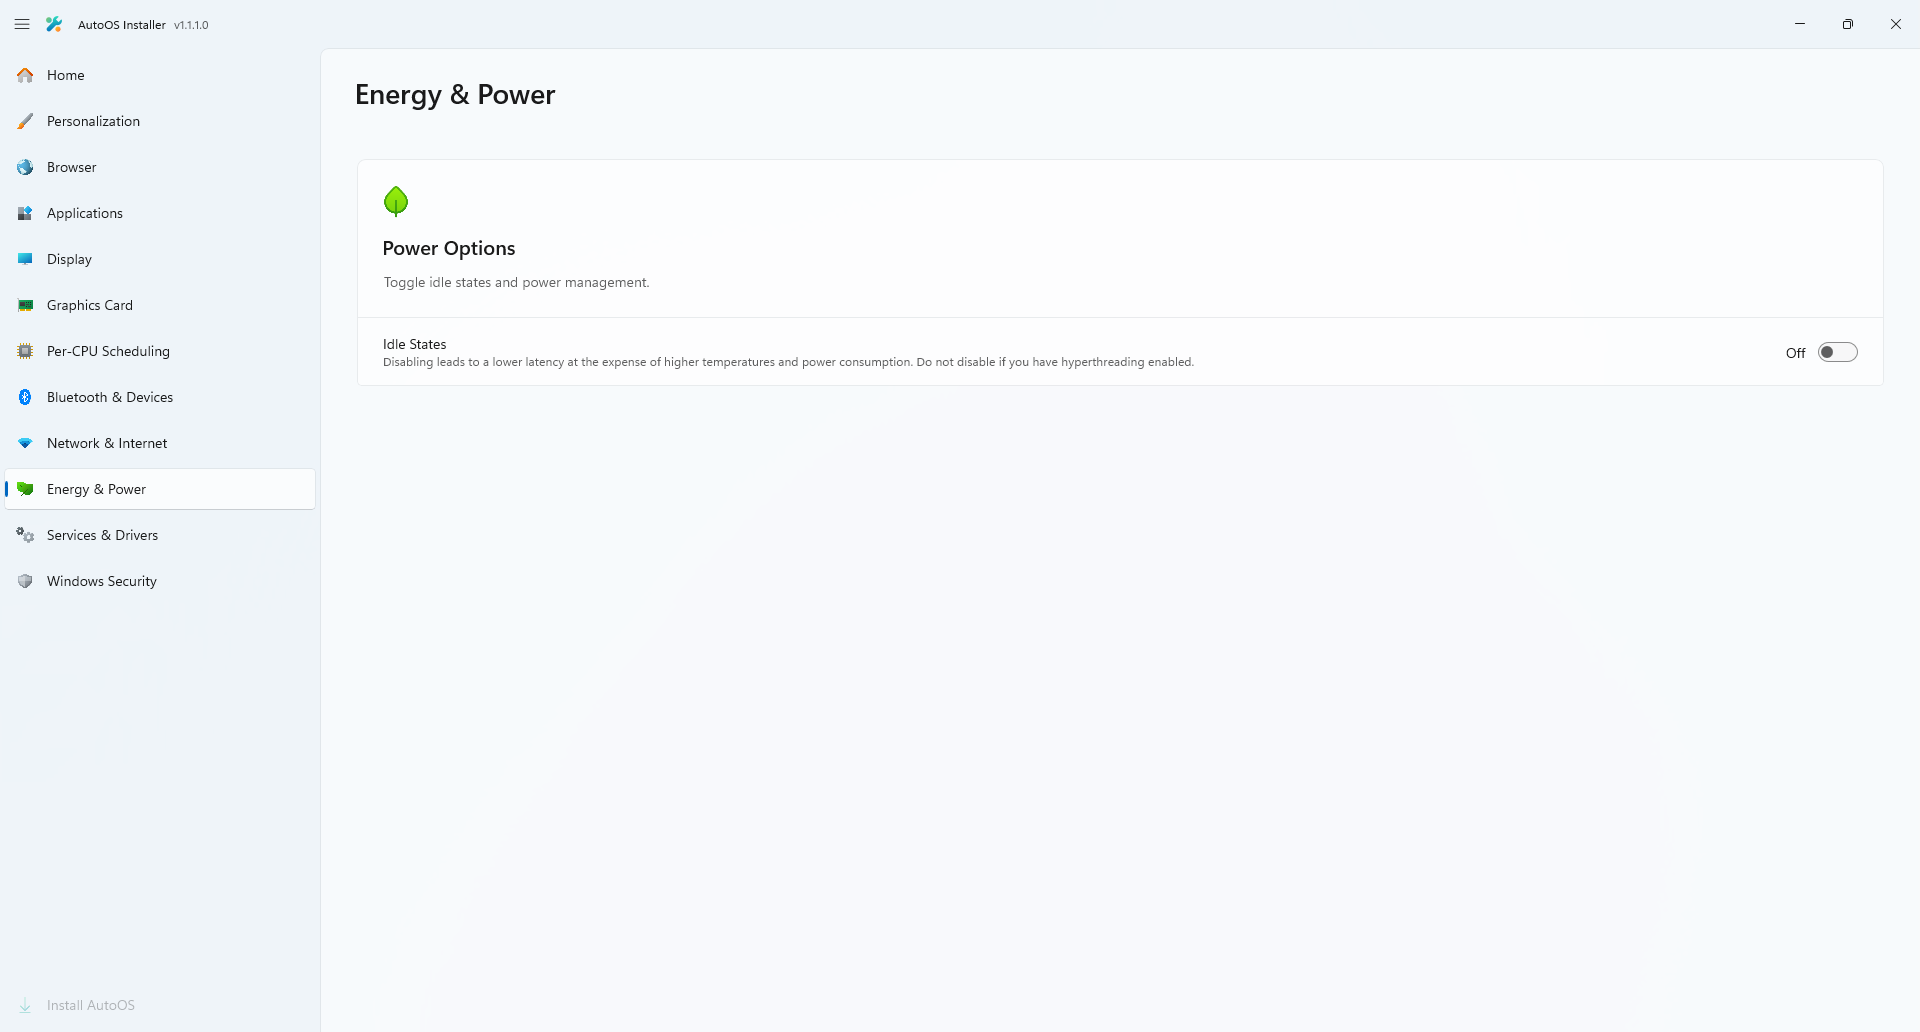 AutoOS Installer v1.1.1.0
Home
Personalization
Browser
Applications
Display
Graphics Card
Per-CPU Scheduling
Bluetooth & Devices
Network & Internet
Energy & Power
Services & Drivers
Windows Security
Install AutoOS
Energy & Power
Power Options
Toggle idle states and power management.
Idle States
Disabling leads to a lower latency at the expense of higher temperatures and power consumption. Do not disable if you have hyperthreading enabled.
Off